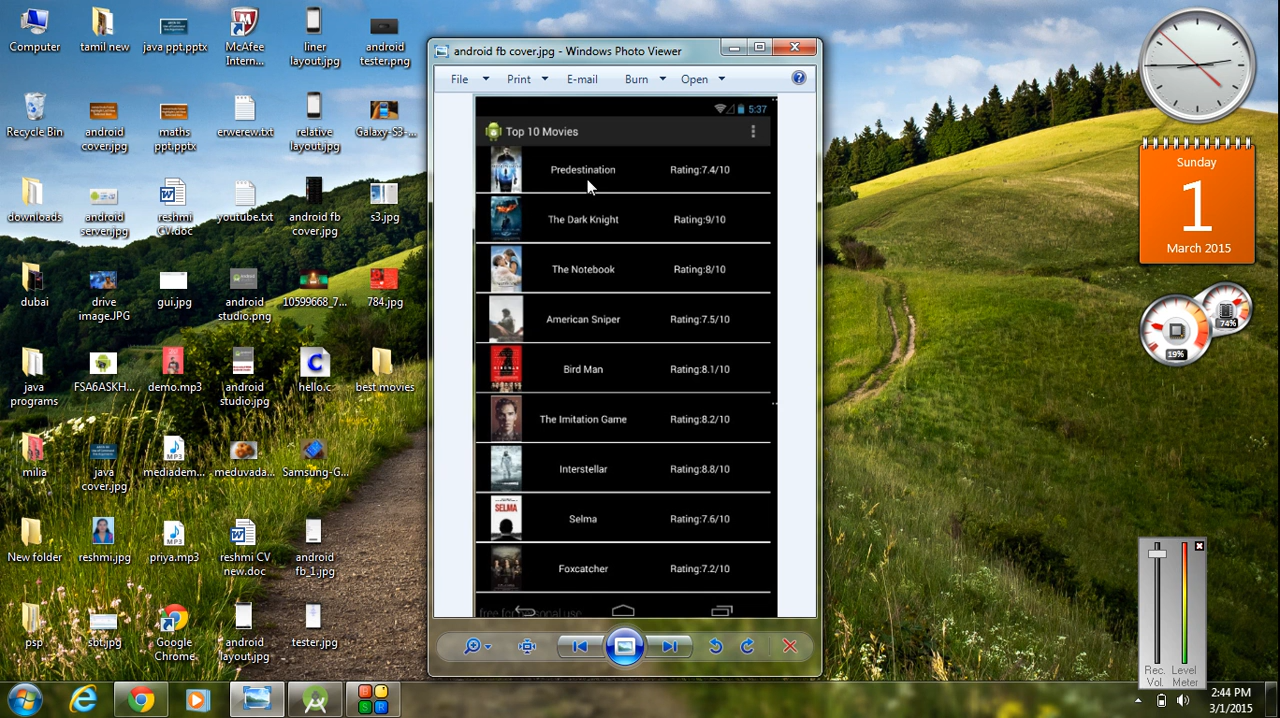 Computer
tamil new
java ppt.pptx
McAfee Intern...
liner layout.jpg
android tester.png
Recycle Bin
android cover.jpg
maths ppt.pptx
erwerew.txt
relative layout.jpg
Galaxy-S3-...
downloads
android server.jpg
reshmi CV.doc
youtube.txt
android fb cover.jpg
s3.jpg
dubai
drive image.JPG
gui.jpg
android studio.png
10599668_7...
784.jpg
java programs
FSA6ASKH...
demo.mp3
android studio.jpg
hello.c
best movies
milia
java cover.jpg
mediadem...
meduvada...
Samsung-G...
New folder
reshmi.jpg
priya.mp3
reshmi CV new.doc
android fb_1.jpg
psp
sbt.jpg
Google Chrome
android layout.jpg
tester.jpg
android fb cover.jpg - Windows Photo Viewer
File Print E-mail Burn Open
5:37
Top 10 Movies
Predestination Rating:7.4/10
The Dark Knight Rating:9/10
The Notebook Rating:8/10
American Sniper Rating:7.5/10
Bird Man Rating:8.1/10
The Imitation Game Rating:8.2/10
Interstellar Rating:8.8/10
SELMA
Selma Rating:7.6/10
Foxcatcher Rating:7.2/10
free for personal use
Sunday
1
March 2015
74%
19%
Rec. Level
Vol. Meter
2:44 PM
3/1/2015